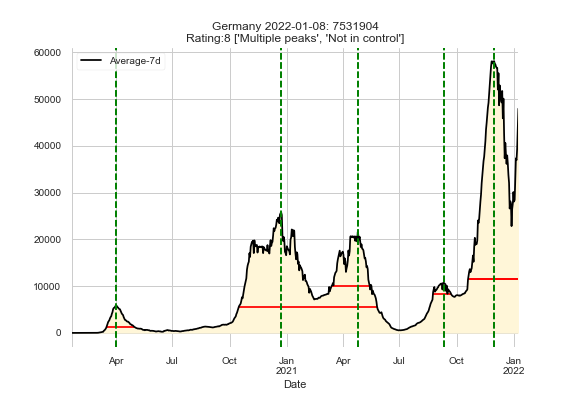 Germany 2022-01-08: 7531904
Rating:8 ['Multiple peaks', 'Not in control']
Average-7d
60000
50000
40000
30000
20000
10000
0
Apr Jul Oct Jan Apr Jul Oct Jan
2021 2022
Date